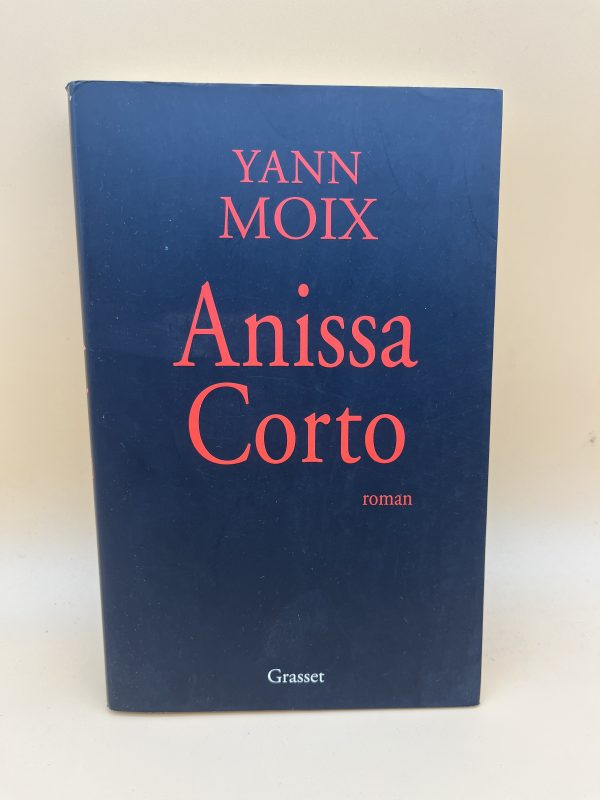 YANN
MOIX
Anissa
Corto
roman
Grasset